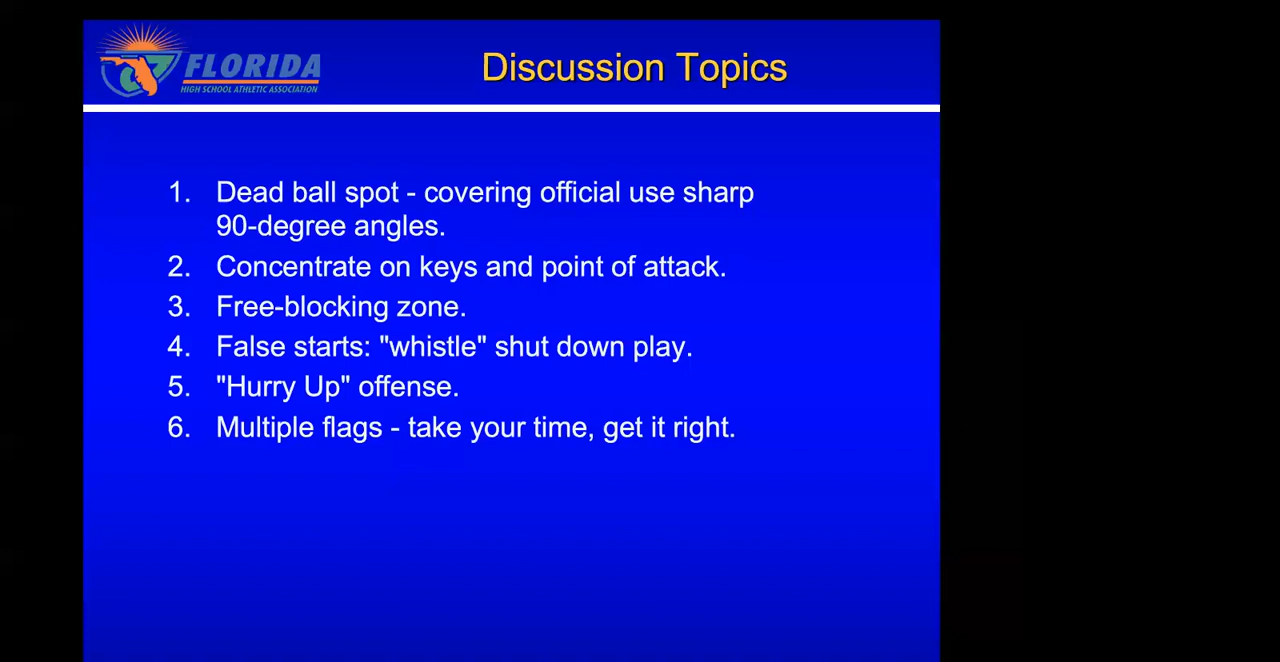 FLORIDA
HIGH SCHOOL ATHLETIC ASSOCIATION
Discussion Topics
1. Dead ball spot - covering official use sharp
90-degree angles.
2. Concentrate on keys and point of attack.
3. Free-blocking zone.
4. False starts: "whistle" shut down play.
5. "Hurry Up" offense.
6. Multiple flags - take your time, get it right.